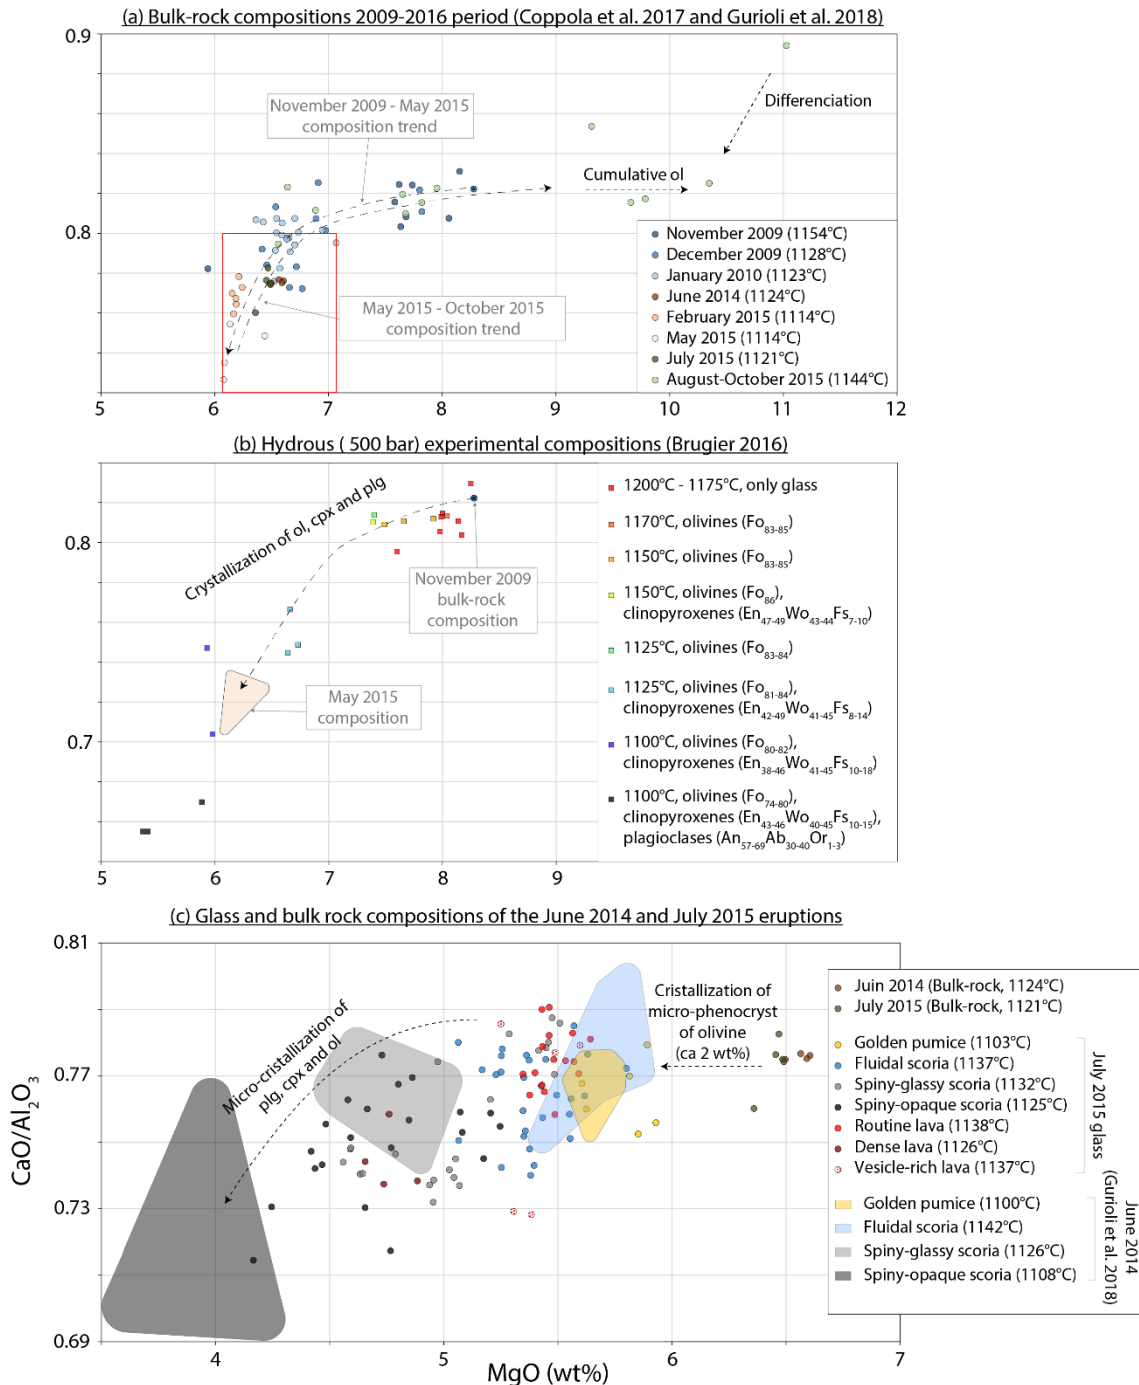 (a) Bulk-rock compositions 2009-2016 period (Coppola et al. 2017 and Gurioli et al. 2018)
0.9
November 2009 - May 2015
composition trend
Differenciation
Cumulative ol
0.8
May 2015 - October 2015
composition trend
November 2009 (1154°C)
December 2009 (1128°C)
January 2010 (1123°C)
June 2014 (1124°C)
February 2015 (1114°C)
May 2015 (1114°C)
July 2015 (1121°C)
August-October 2015 (1144°C)
5 6 7 8 9 10 11 12
(b) Hydrous ( 500 bar) experimental compositions (Brugier 2016)
Crystallization of ol, cpx and plg
0.8
November 2009
bulk-rock
composition
May 2015
composition
0.7
1200°C - 1175°C, only glass
1170°C, olivines (Fo83-85)
1150°C, olivines (Fo83-85)
1150°C, olivines (Fo86),
clinopyroxenes (En47-49Wo43-44Fs7-10)
1125°C, olivines (Fo83-84)
1125°C, olivines (Fo81-84),
clinopyroxenes (En42-49Wo41-45Fs8-14)
1100°C, olivines (Fo80-82),
clinopyroxenes (En38-46Wo41-45Fs10-18)
1100°C, olivines (Fo74-80),
clinopyroxenes (En43-46Wo40-45Fs10-15),
plagioclases (An57-69Ab30-40Or1-3)
5 6 7 8 9
(c) Glass and bulk rock compositions of the June 2014 and July 2015 eruptions
0.81
0.77
0.73
0.69
CaO/Al2O3
Micro-cristallization of
plg, cpx and ol
Cristallization of
micro-phenocryst
of olivine
(ca 2 wt%)
Juin 2014 (Bulk-rock, 1124°C)
July 2015 (Bulk-rock, 1121°C)
Golden pumice (1103°C)
Fluidal scoria (1137°C)
Spiny-glassy scoria (1132°C)
Spiny-opaque scoria (1125°C)
Routine lava (1138°C)
Dense lava (1126°C)
Vesicle-rich lava (1137°C)
July 2015 glass
Golden pumice (1100°C)
Fluidal scoria (1142°C)
Spiny-glassy scoria (1126°C)
Spiny-opaque scoria (1108°C)
June 2014
(Gurioli et al. 2018)
4 5 6 7
MgO (wt%)